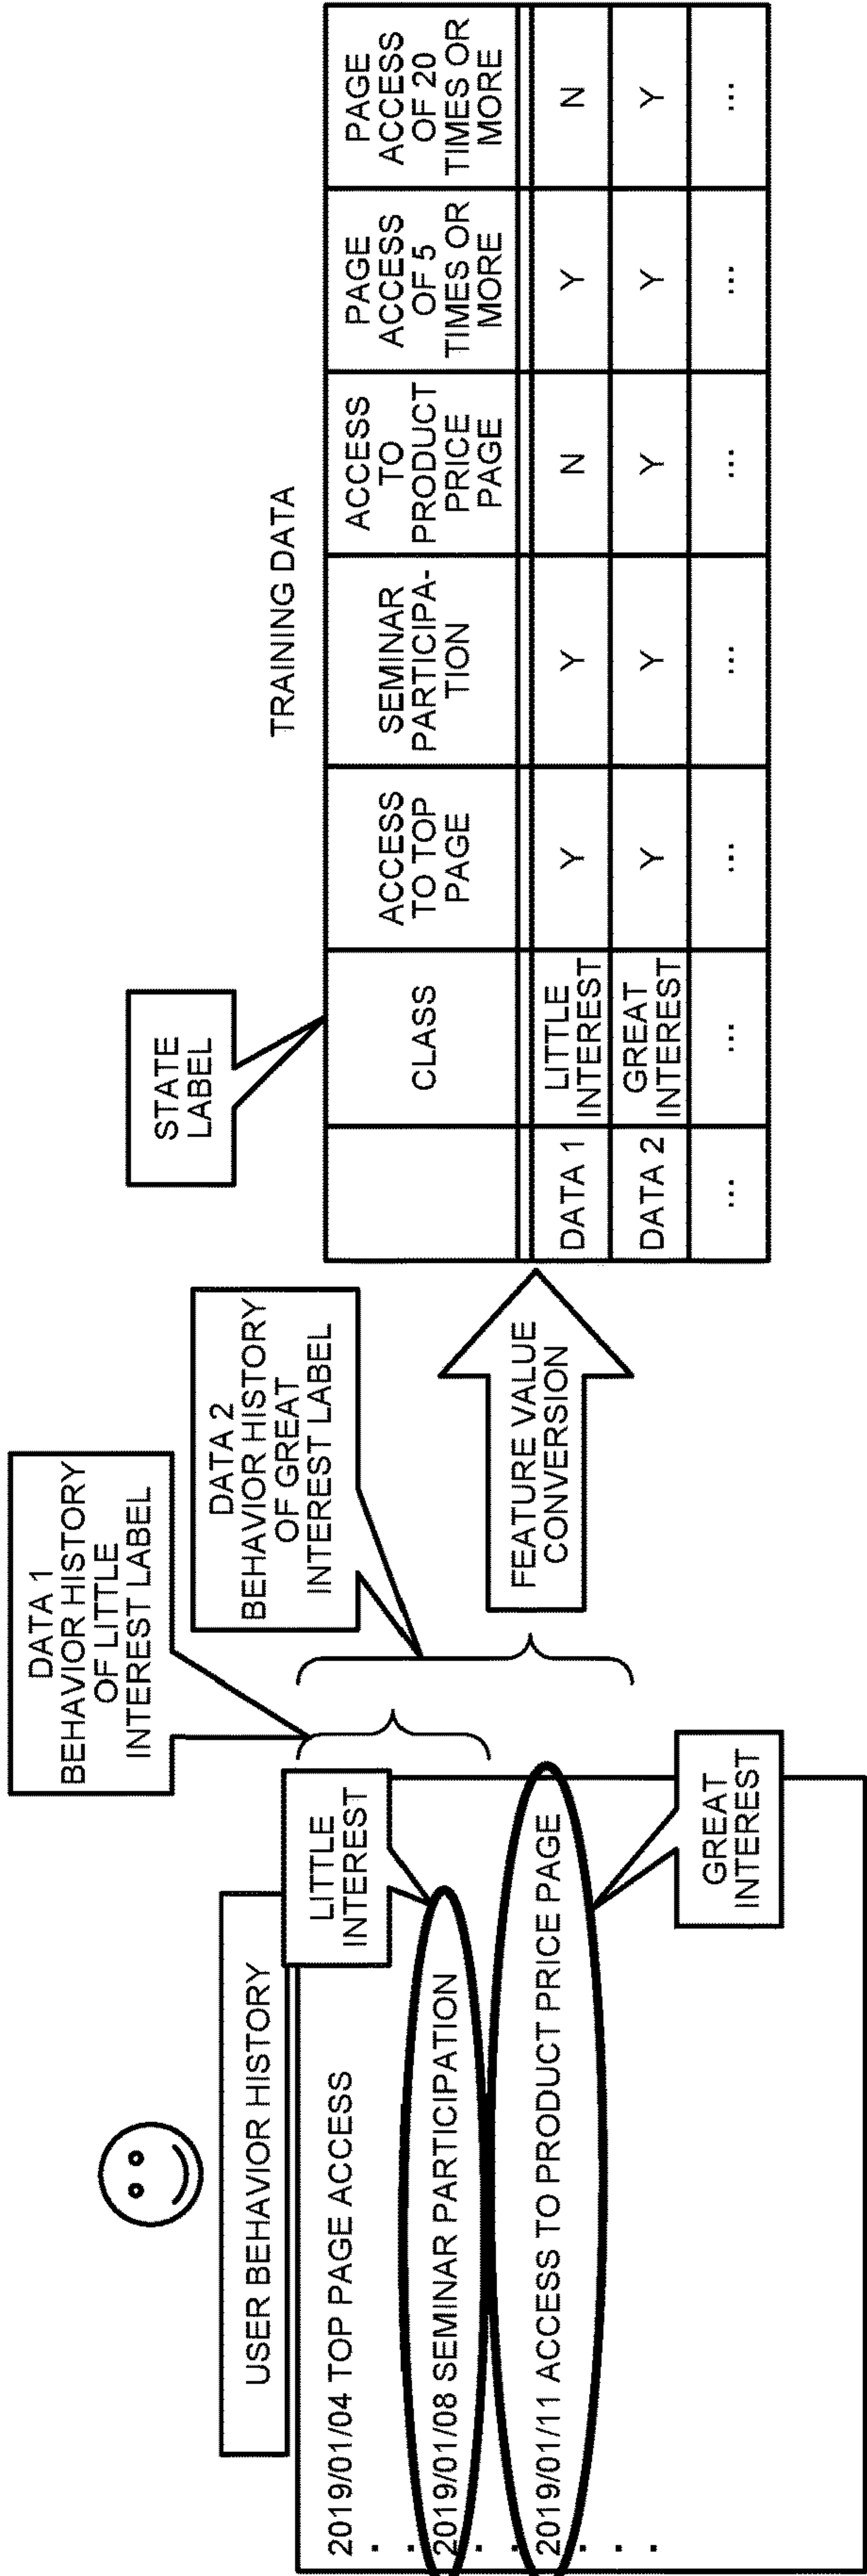 USER BEHAVIOR HISTORY
2019/01/04 TOP PAGE ACCESS
2019/01/08 SEMINAR PARTICIPATION
2019/01/11 ACCESS TO PRODUCT PRICE PAGE
LITTLE
INTEREST
GREAT
INTEREST
DATA 1
BEHAVIOR HISTORY
OF LITTLE
INTEREST LABEL
DATA 2
BEHAVIOR HISTORY
OF GREAT
INTEREST LABEL
FEATURE VALUE
CONVERSION
STATE
LABEL
TRAINING DATA
CLASS
ACCESS
TO TOP
PAGE
SEMINAR
PARTICIPA-
TION
ACCESS
TO
PRODUCT
PRICE
PAGE
PAGE
ACCESS
OF 5
TIMES OR
MORE
PAGE
ACCESS
OF 20
TIMES OR
MORE
DATA 1
LITTLE
INTEREST
Y
Y
N
Y
N
DATA 2
GREAT
INTEREST
Y
Y
Y
Y
Y
...
...
...
...
...
...
...